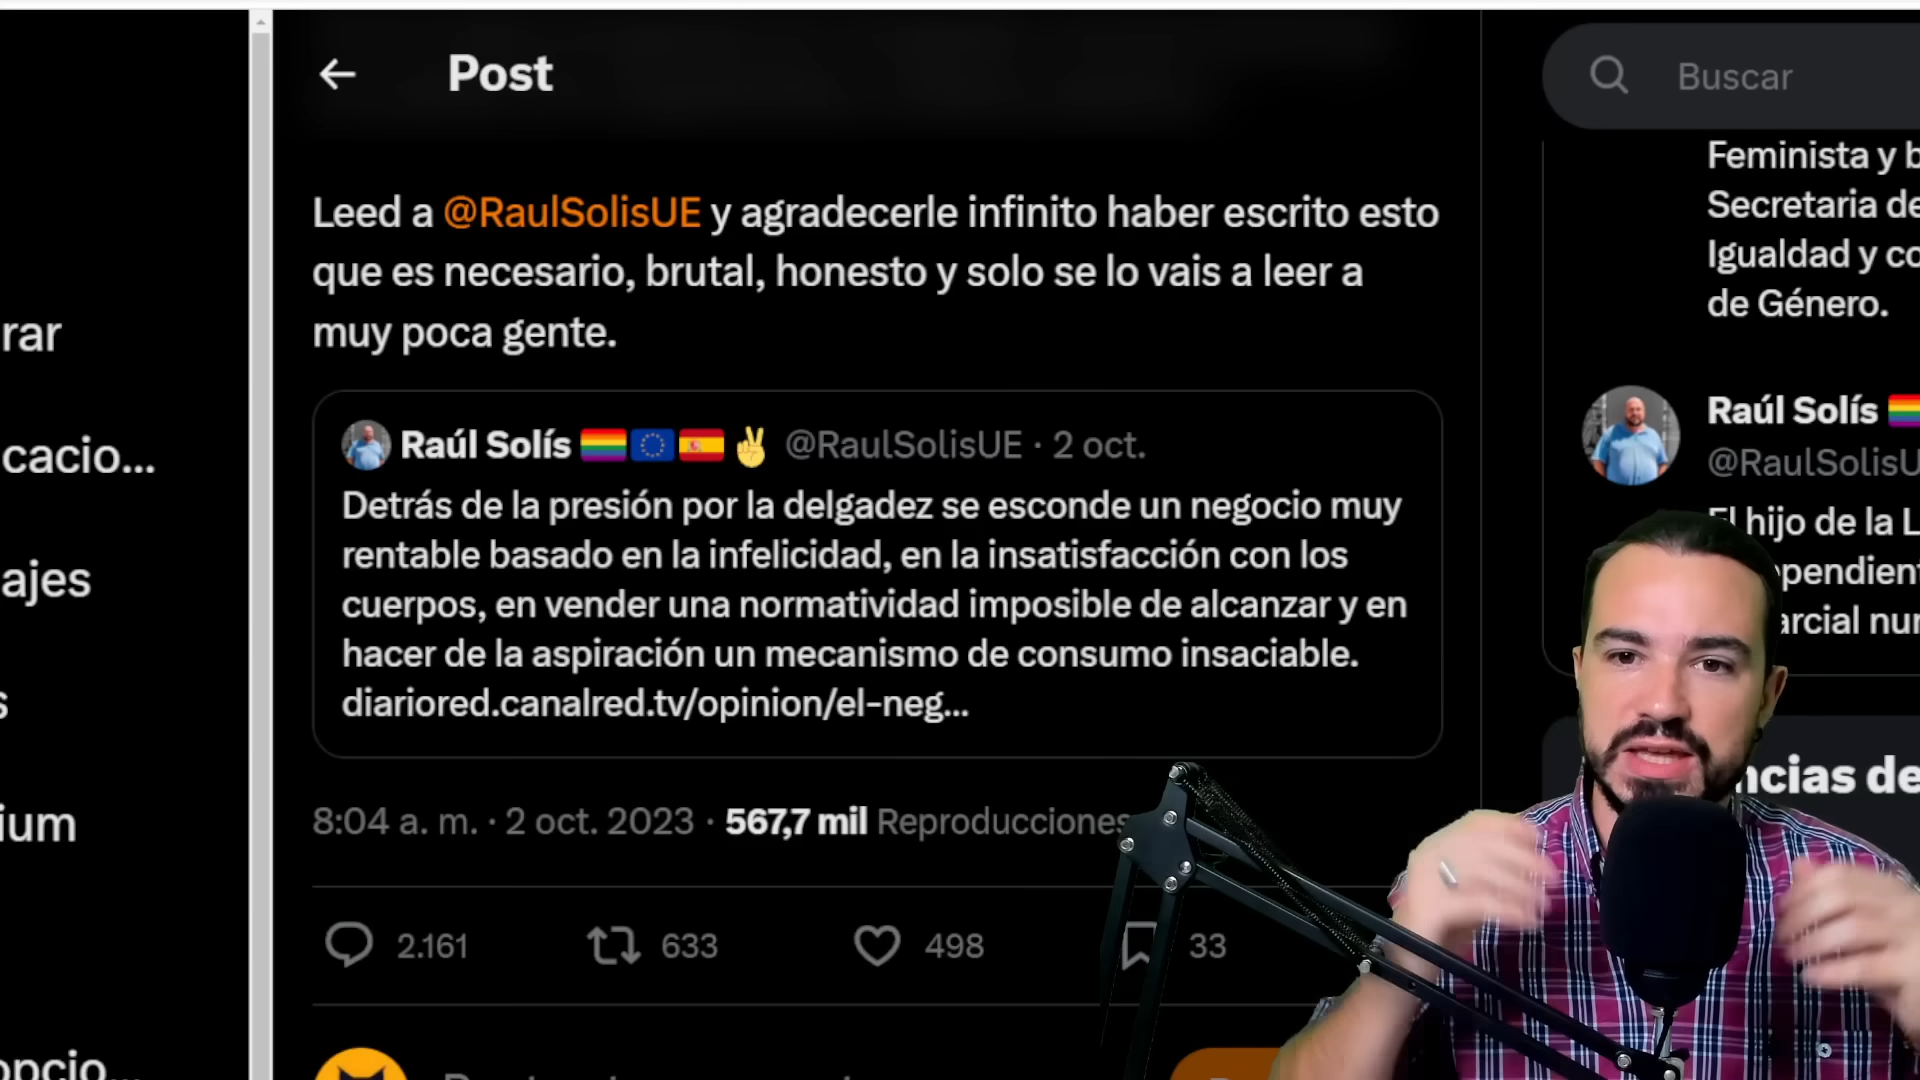 Post
Buscar
Leed a @RaulSolisUE y agradecerle infinito haber escrito esto
que es necesario, brutal, honesto y solo se lo vais a leer a
muy poca gente.
Raúl Solís @RaulSolisUE · 2 oct.
Detrás de la presión por la delgadez se esconde un negocio muy
rentable basado en la infelicidad, en la insatisfacción con los
cuerpos, en vender una normatividad imposible de alcanzar y en
hacer de la aspiración un mecanismo de consumo insaciable.
diariored.canalred.tv/opinion/el-neg...
8:04 a. m. · 2 oct. 2023 · 567,7 mil Reproducciones
2.161 633 498 33
rar
cacio...
ajes
s
ium
opcio...
Feminista y b
Secretaria de
Igualdad y co
de Género.
Raúl Solís
@RaulSolisU
El hijo de la L
pendient
arcial nur
ncias de